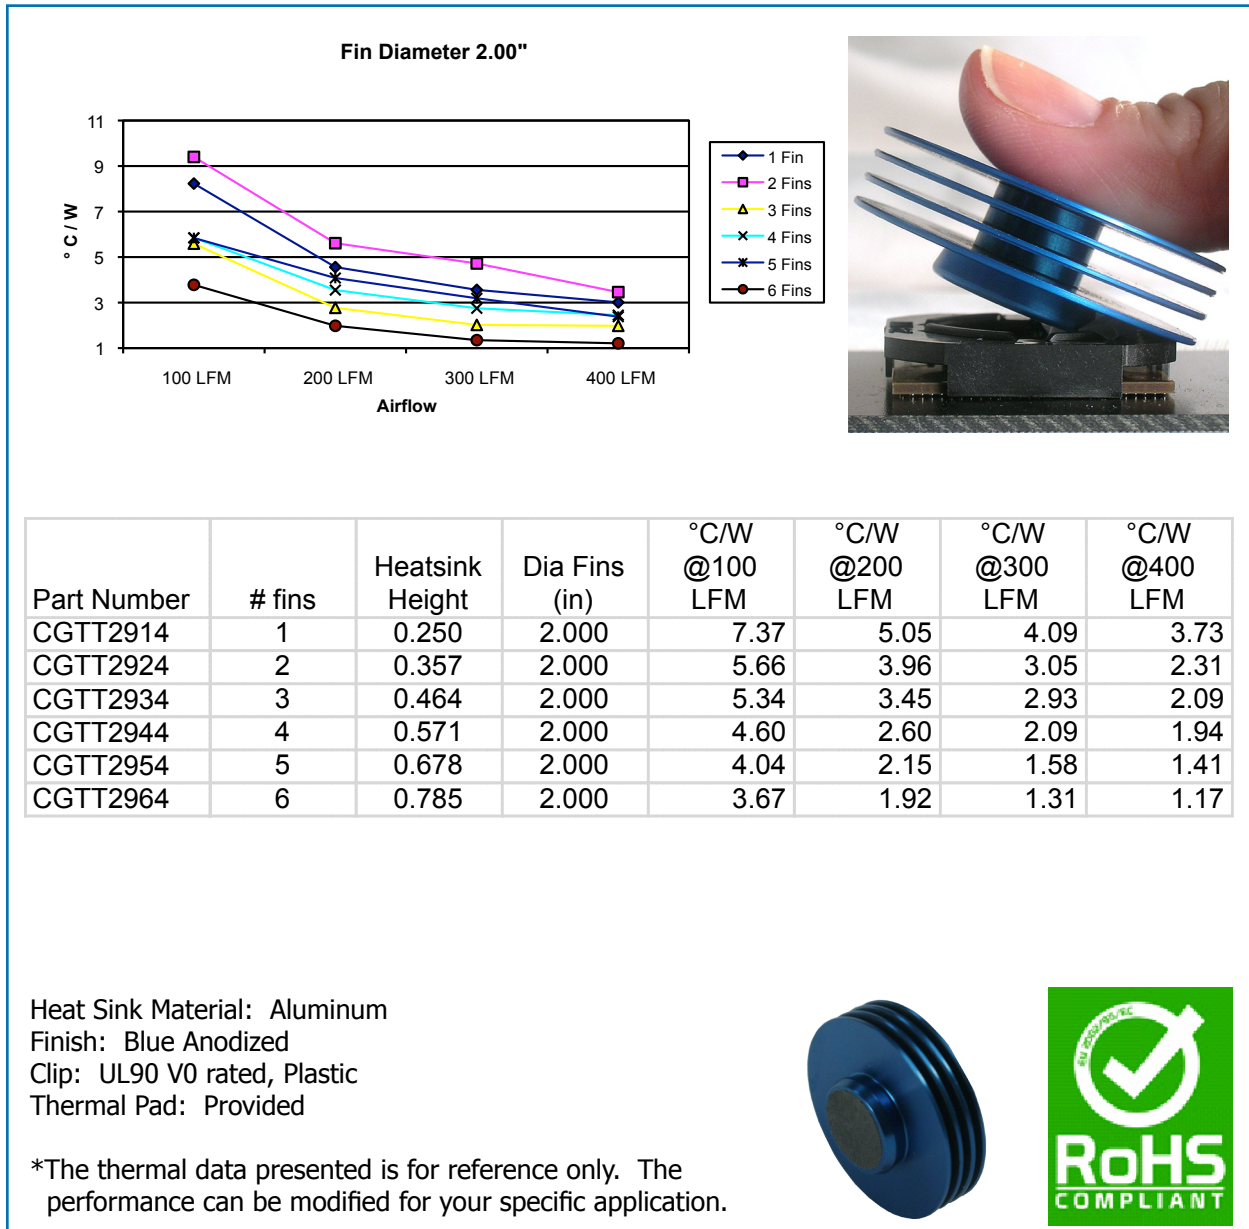 Fin Diameter 2.00"
11
9
7
5
3
1
° C / W
100 LFM 200 LFM 300 LFM 400 LFM
Airflow
1 Fin
2 Fins
3 Fins
4 Fins
5 Fins
6 Fins
Part Number # fins Heatsink Height Dia Fins (in) °C/W @100 LFM °C/W @200 LFM °C/W @300 LFM °C/W @400 LFM
CGTT2914 1 0.250 2.000 7.37 5.05 4.09 3.73
CGTT2924 2 0.357 2.000 5.66 3.96 3.05 2.31
CGTT2934 3 0.464 2.000 5.34 3.45 2.93 2.09
CGTT2944 4 0.571 2.000 4.60 2.60 2.09 1.94
CGTT2954 5 0.678 2.000 4.04 2.15 1.58 1.41
CGTT2964 6 0.785 2.000 3.67 1.92 1.31 1.17
Heat Sink Material: Aluminum
Finish: Blue Anodized
Clip: UL90 V0 rated, Plastic
Thermal Pad: Provided
*The thermal data presented is for reference only. The
performance can be modified for your specific application.
EU 2002/95/EC
RoHS
COMPLIANT